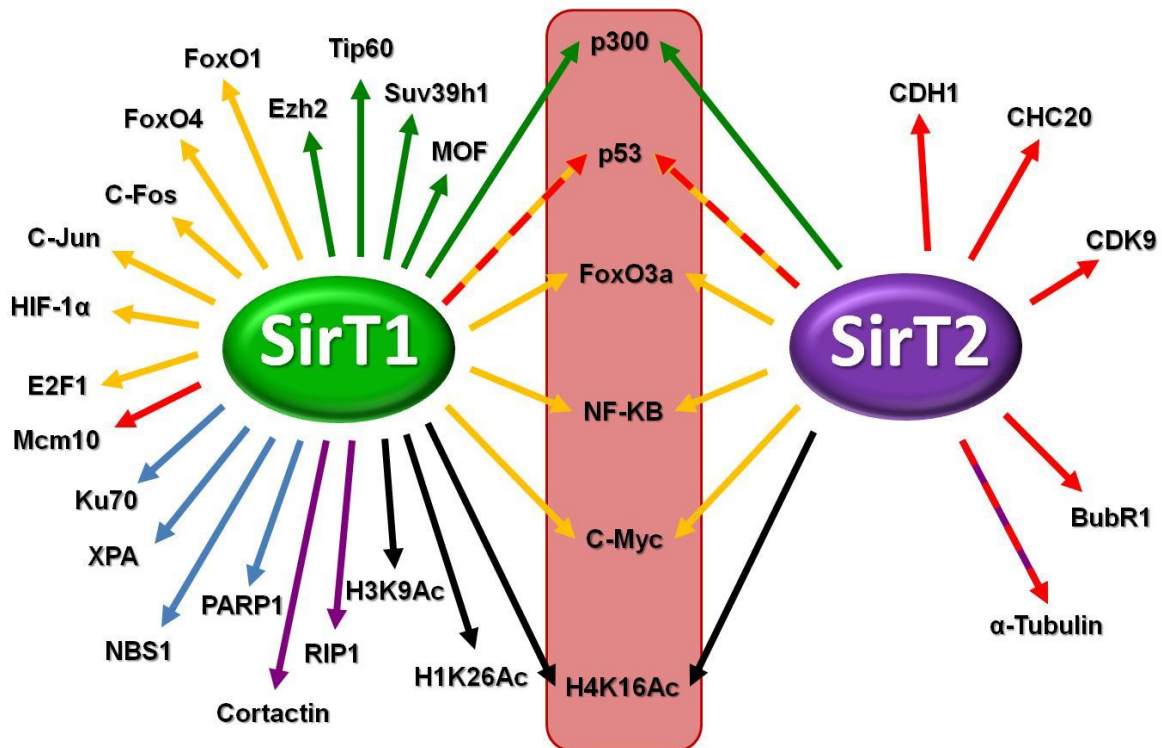 p300
Tip60
FoxO1
Suv39h1
CDH1
Ezh2
CHC20
FoxO4
MOF
p53
C-Fos
C-Jun
CDK9
FoxO3a
HIF-1α
SirT1
SirT2
E2F1
NF-KB
Mcm10
Ku70
BubR1
C-Myc
XPA
H3K9Ac
PARP1
α-Tubulin
NBS1
RIP1
H1K26Ac
H4K16Ac
Cortactin